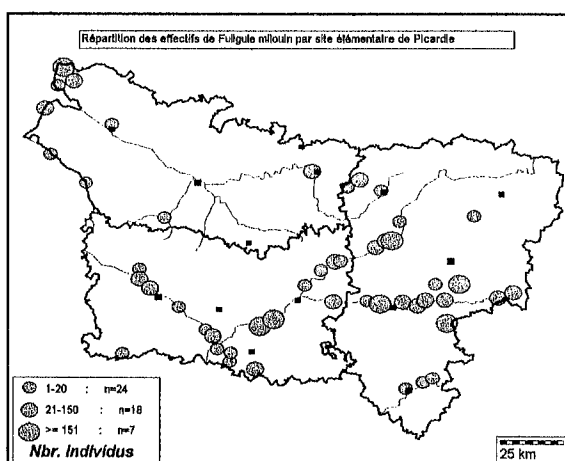 Répartition des effectifs de Fuligule milouin par site élémentaire de Picardie
1-20 : n=24
21-150 : n=18
>= 151 : n=7
Nbr. Individus
25 km